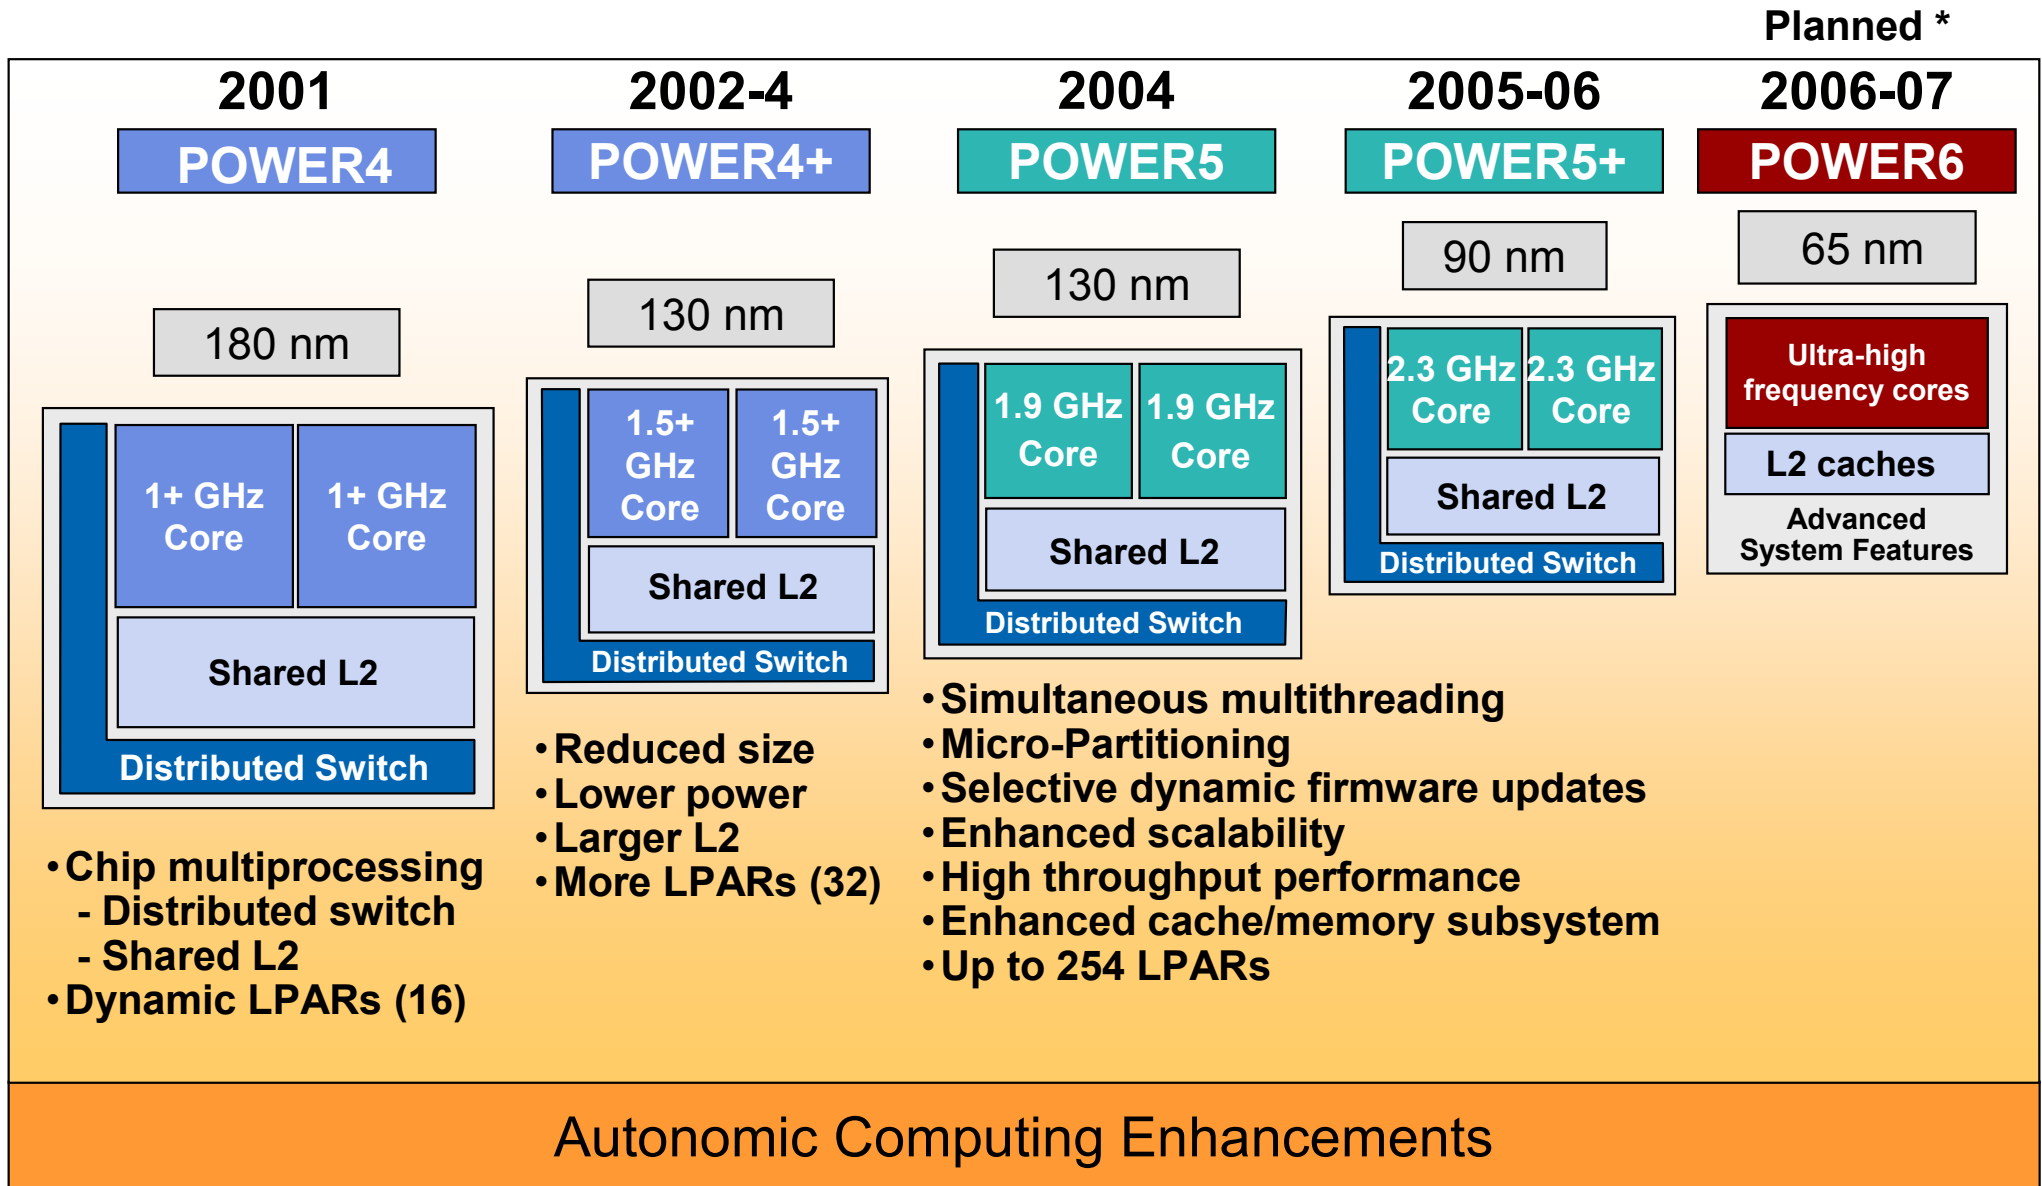 Planned *
2001
POWER4
180 nm
1+ GHz
Core
1+ GHz
Core
Shared L2
Distributed Switch
•Chip multiprocessing
- Distributed switch
- Shared L2
•Dynamic LPARs (16)
2002-4
POWER4+
130 nm
1.5+
GHz
Core
1.5+
GHz
Core
Shared L2
Distributed Switch
•Reduced size
•Lower power
•Larger L2
•More LPARs (32)
2004
POWER5
130 nm
1.9 GHz
Core
1.9 GHz
Core
Shared L2
Distributed Switch
•Simultaneous multithreading
•Micro-Partitioning
•Selective dynamic firmware updates
•Enhanced scalability
•High throughput performance
•Enhanced cache/memory subsystem
•Up to 254 LPARs
2005-06
POWER5+
90 nm
2.3 GHz
Core
2.3 GHz
Core
Shared L2
Distributed Switch
2006-07
POWER6
65 nm
Ultra-high
frequency cores
L2 caches
Advanced
System Features
Autonomic Computing Enhancements